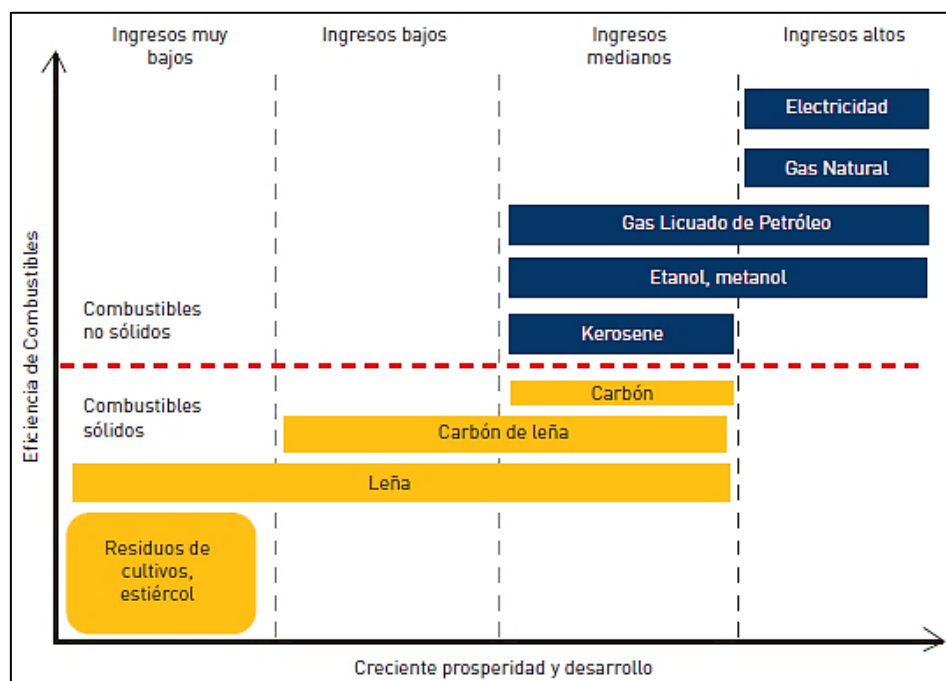 Ingresos muy
bajos
Ingresos bajos
Ingresos
medianos
Ingresos altos
Eficiencia de Combustibles
Electricidad
Gas Natural
Gas Licuado de Petróleo
Etanol, metanol
Combustibles
no sólidos
Kerosene
Carbón
Combustibles
sólidos
Carbón de leña
Leña
Residuos de
cultivos,
estiércol
Creciente prosperidad y desarrollo